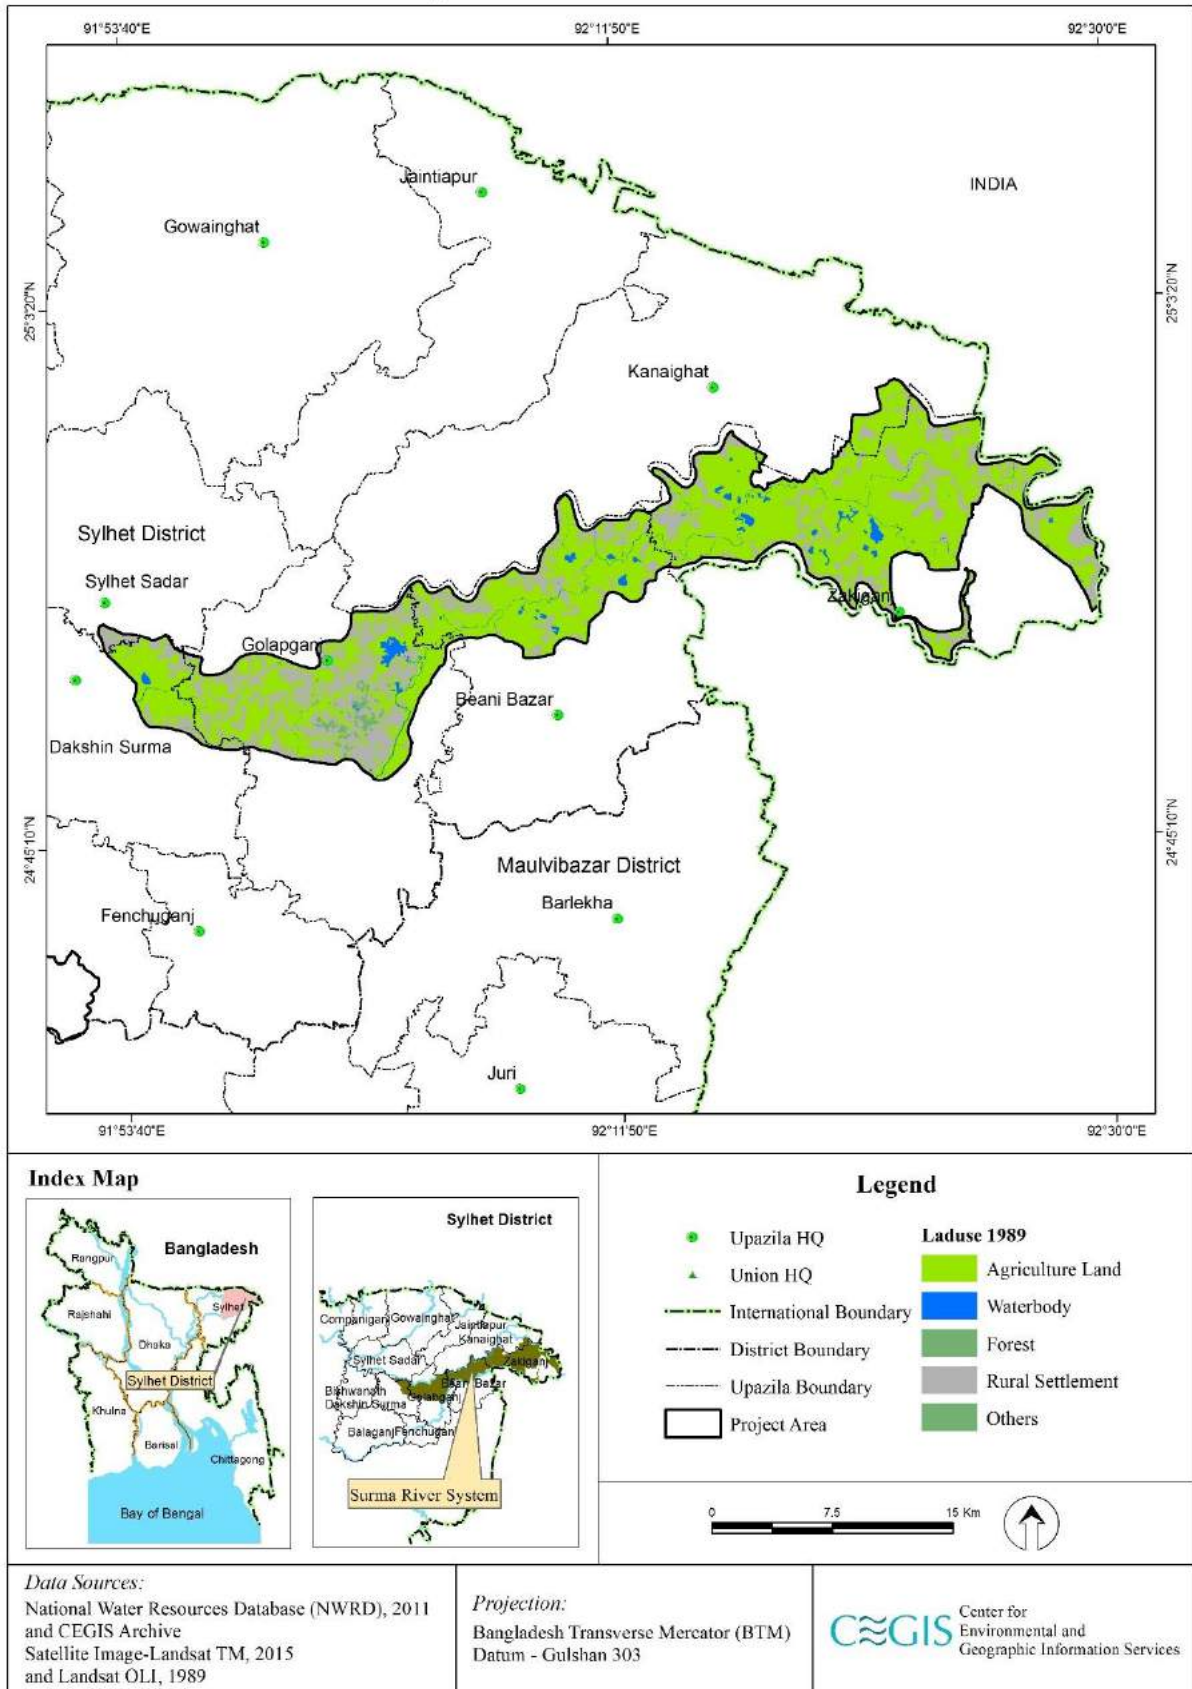 91°53'40"E
92°11'50"E
92°30'0"E
25°3'20"N
25°3'20"N
INDIA
Jaintiapur
Gowainghat
Kanaighat
Sylhet District
Sylhet Sadar
Zakiganj
Golapganj
Beani Bazar
Dakshin Surma
24°45'10"N
24°45'10"N
Maulvibazar District
Barlekha
Fenchuganj
Juri
91°53'40"E
92°11'50"E
92°30'0"E
Index Map
Bangladesh
Rangpur
Rajshahi
Sylhet
Dhaka
Sylhet District
Khulna
Barisal
Chittagong
Bay of Bengal
Sylhet District
Companiganj
Gowainghat
Jaintiapur
Kanaighat
Sylhet Sadar
Zakiganj
Beani Bazar
Bishwanath
Golabganj
Dakshin Surma
Balaganj
Fenchuganj
Surma River System
Legend
Upazila HQ
Union HQ
International Boundary
District Boundary
Upazila Boundary
Project Area
Laduse 1989
Agriculture Land
Waterbody
Forest
Rural Settlement
Others
0 7.5 15 Km
Data Sources:
National Water Resources Database (NWRD), 2011
and CEGIS Archive
Satellite Image-Landsat TM, 2015
and Landsat OLI, 1989
Projection:
Bangladesh Transverse Mercator (BTM)
Datum - Gulshan 303
CEGIS
Center for
Environmental and
Geographic Information Services